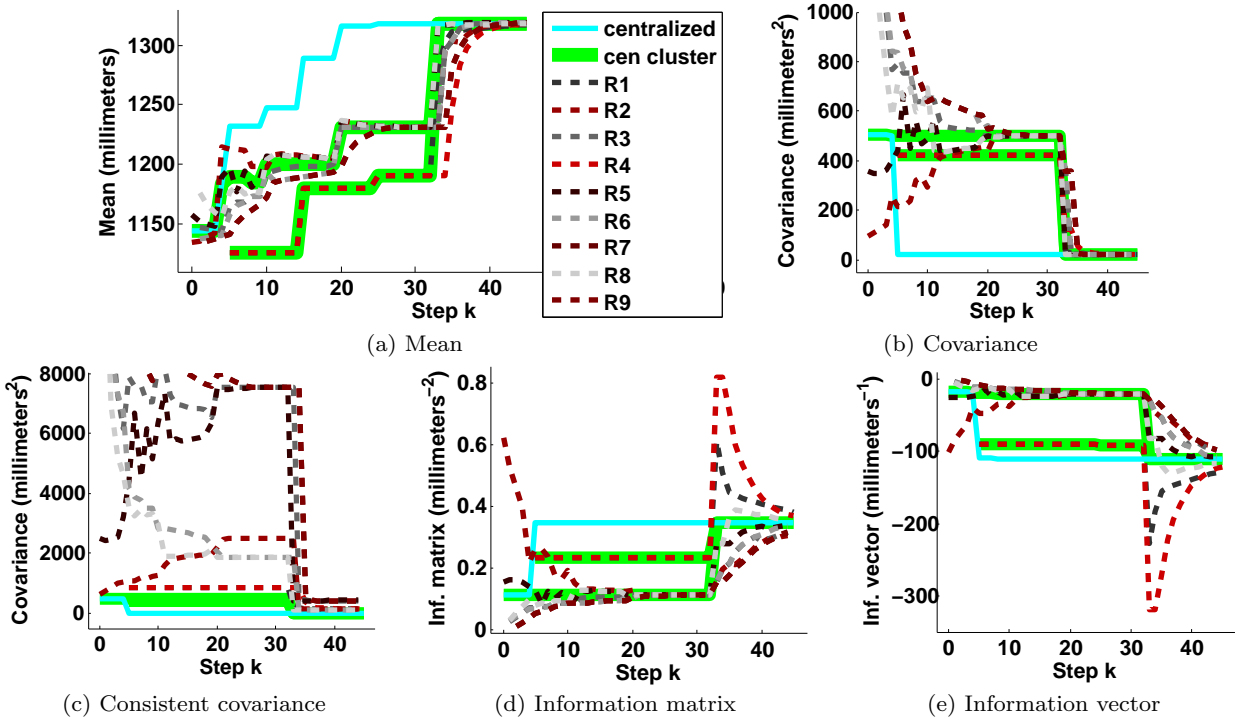 1300
1250
1200
1150
Mean (millimeters)
0
10
20
30
40
Step k
(a) Mean
centralized
cen cluster
R1
R2
R3
R4
R5
R6
R7
R8
R9
1000
800
600
400
200
0
Covariance (millimeters²)
0
10
20
30
40
Step k
(b) Covariance
8000
6000
4000
2000
0
Covariance (millimeters²)
0
10
20
30
40
Step k
(c) Consistent covariance
0.8
0.6
0.4
0.2
0
Inf. matrix (millimeters⁻²)
0
10
20
30
40
Step k
(d) Information matrix
0
−100
−200
−300
Inf. vector (millimeters⁻¹)
0
10
20
30
40
Step k
(e) Information vector